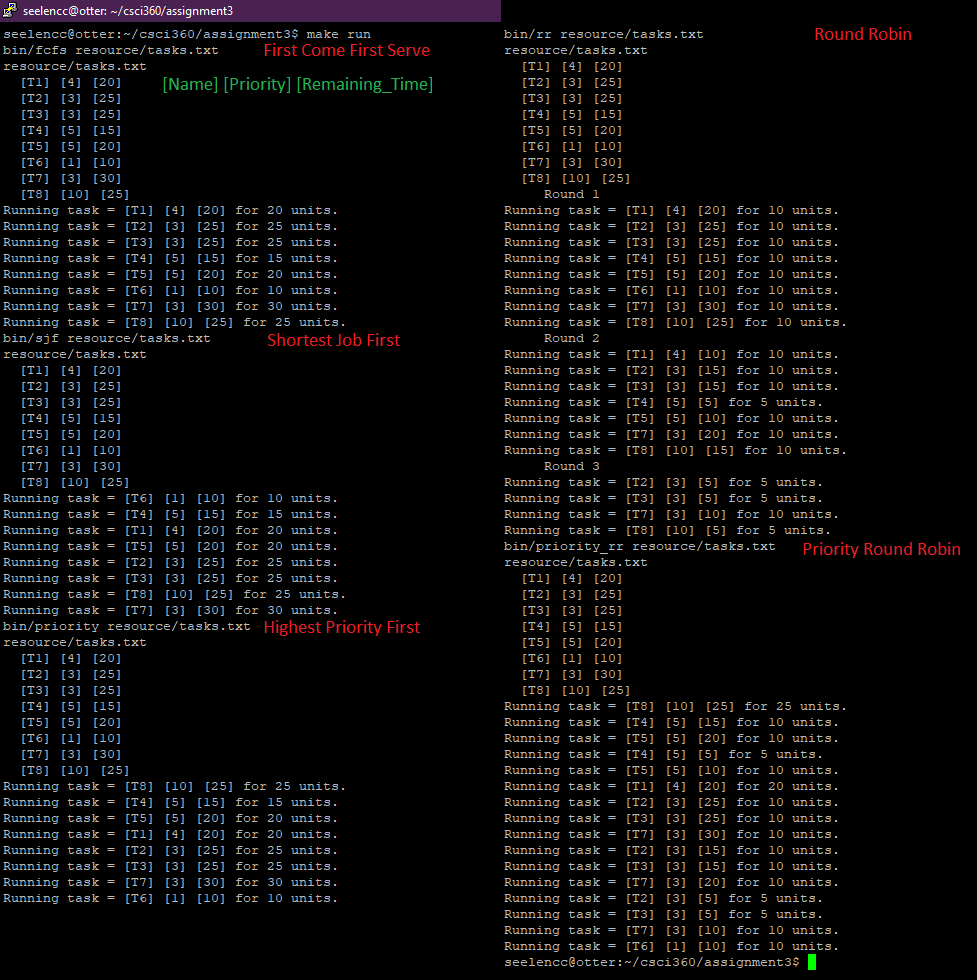 seelencc@otter: ~/csci360/assignment3
seelencc@otter:~/csci360/assignment3$ make run
bin/fcfs resource/tasks.txt First Come First Serve
resource/tasks.txt
[T1] [4] [20] [Name] [Priority] [Remaining_Time]
[T2] [3] [25]
[T3] [3] [25]
[T4] [5] [15]
[T5] [5] [20]
[T6] [1] [10]
[T7] [3] [30]
[T8] [10] [25]
Running task = [T1] [4] [20] for 20 units.
Running task = [T2] [3] [25] for 25 units.
Running task = [T3] [3] [25] for 25 units.
Running task = [T4] [5] [15] for 15 units.
Running task = [T5] [5] [20] for 20 units.
Running task = [T6] [1] [10] for 10 units.
Running task = [T7] [3] [30] for 30 units.
Running task = [T8] [10] [25] for 25 units.
bin/sjf resource/tasks.txt Shortest Job First
resource/tasks.txt
[T1] [4] [20]
[T2] [3] [25]
[T3] [3] [25]
[T4] [5] [15]
[T5] [5] [20]
[T6] [1] [10]
[T7] [3] [30]
[T8] [10] [25]
Running task = [T6] [1] [10] for 10 units.
Running task = [T4] [5] [15] for 15 units.
Running task = [T1] [4] [20] for 20 units.
Running task = [T5] [5] [20] for 20 units.
Running task = [T2] [3] [25] for 25 units.
Running task = [T3] [3] [25] for 25 units.
Running task = [T8] [10] [25] for 25 units.
Running task = [T7] [3] [30] for 30 units.
bin/priority resource/tasks.txt Highest Priority First
resource/tasks.txt
[T1] [4] [20]
[T2] [3] [25]
[T3] [3] [25]
[T4] [5] [15]
[T5] [5] [20]
[T6] [1] [10]
[T7] [3] [30]
[T8] [10] [25]
Running task = [T8] [10] [25] for 25 units.
Running task = [T4] [5] [15] for 15 units.
Running task = [T5] [5] [20] for 20 units.
Running task = [T1] [4] [20] for 20 units.
Running task = [T2] [3] [25] for 25 units.
Running task = [T3] [3] [25] for 25 units.
Running task = [T7] [3] [30] for 30 units.
Running task = [T6] [1] [10] for 10 units.
bin/rr resource/tasks.txt Round Robin
resource/tasks.txt
[T1] [4] [20]
[T2] [3] [25]
[T3] [3] [25]
[T4] [5] [15]
[T5] [5] [20]
[T6] [1] [10]
[T7] [3] [30]
[T8] [10] [25]
Round 1
Running task = [T1] [4] [20] for 10 units.
Running task = [T2] [3] [25] for 10 units.
Running task = [T3] [3] [25] for 10 units.
Running task = [T4] [5] [15] for 10 units.
Running task = [T5] [5] [20] for 10 units.
Running task = [T6] [1] [10] for 10 units.
Running task = [T7] [3] [30] for 10 units.
Running task = [T8] [10] [25] for 10 units.
Round 2
Running task = [T1] [4] [10] for 10 units.
Running task = [T2] [3] [15] for 10 units.
Running task = [T3] [3] [15] for 10 units.
Running task = [T4] [5] [5] for 5 units.
Running task = [T5] [5] [10] for 10 units.
Running task = [T7] [3] [20] for 10 units.
Running task = [T8] [10] [15] for 10 units.
Round 3
Running task = [T2] [3] [5] for 5 units.
Running task = [T3] [3] [5] for 5 units.
Running task = [T7] [3] [10] for 10 units.
Running task = [T8] [10] [5] for 5 units.
bin/priority_rr resource/tasks.txt Priority Round Robin
resource/tasks.txt
[T1] [4] [20]
[T2] [3] [25]
[T3] [3] [25]
[T4] [5] [15]
[T5] [5] [20]
[T6] [1] [10]
[T7] [3] [30]
[T8] [10] [25]
Running task = [T8] [10] [25] for 25 units.
Running task = [T4] [5] [15] for 10 units.
Running task = [T5] [5] [20] for 10 units.
Running task = [T4] [5] [5] for 5 units.
Running task = [T5] [5] [10] for 10 units.
Running task = [T1] [4] [20] for 20 units.
Running task = [T2] [3] [25] for 10 units.
Running task = [T3] [3] [25] for 10 units.
Running task = [T7] [3] [30] for 10 units.
Running task = [T2] [3] [15] for 10 units.
Running task = [T3] [3] [15] for 10 units.
Running task = [T7] [3] [20] for 10 units.
Running task = [T2] [3] [5] for 5 units.
Running task = [T3] [3] [5] for 5 units.
Running task = [T7] [3] [10] for 10 units.
Running task = [T6] [1] [10] for 10 units.
seelencc@otter:~/csci360/assignment3$